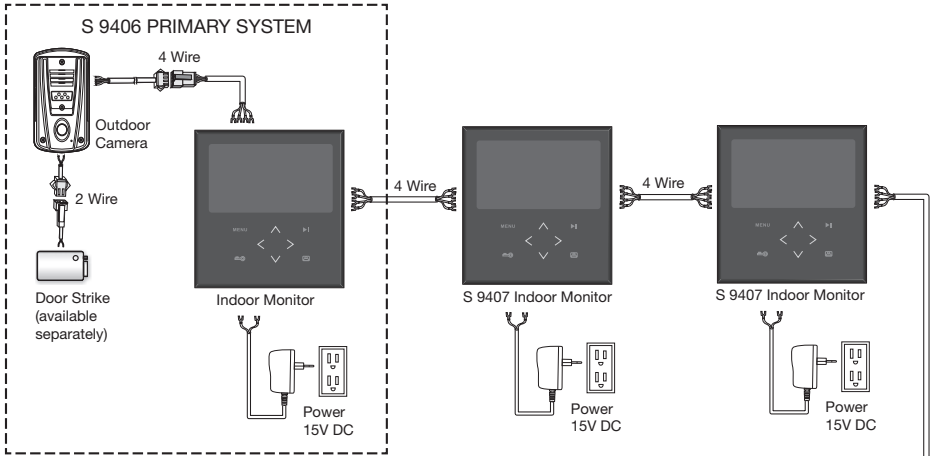 S 9406 PRIMARY SYSTEM
4 Wire
Outdoor
Camera
2 Wire
Door Strike
(available
separately)
MENU
Indoor Monitor
Power
15V DC
4 Wire
MENU
S 9407 Indoor Monitor
Power
15V DC
4 Wire
MENU
S 9407 Indoor Monitor
Power
15V DC